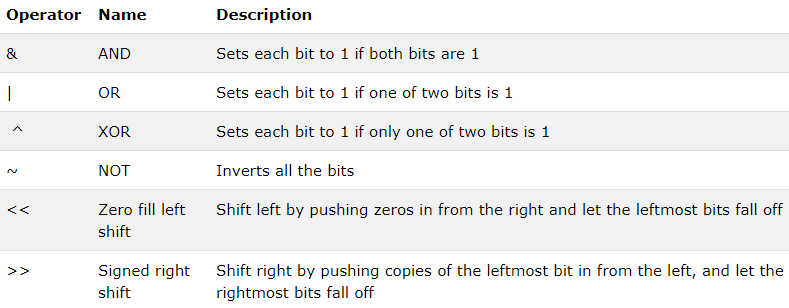 Operator Name Description
& AND Sets each bit to 1 if both bits are 1
| OR Sets each bit to 1 if one of two bits is 1
^ XOR Sets each bit to 1 if only one of two bits is 1
~ NOT Inverts all the bits
<< Zero fill left shift Shift left by pushing zeros in from the right and let the leftmost bits fall off
>> Signed right shift Shift right by pushing copies of the leftmost bit in from the left, and let the rightmost bits fall off